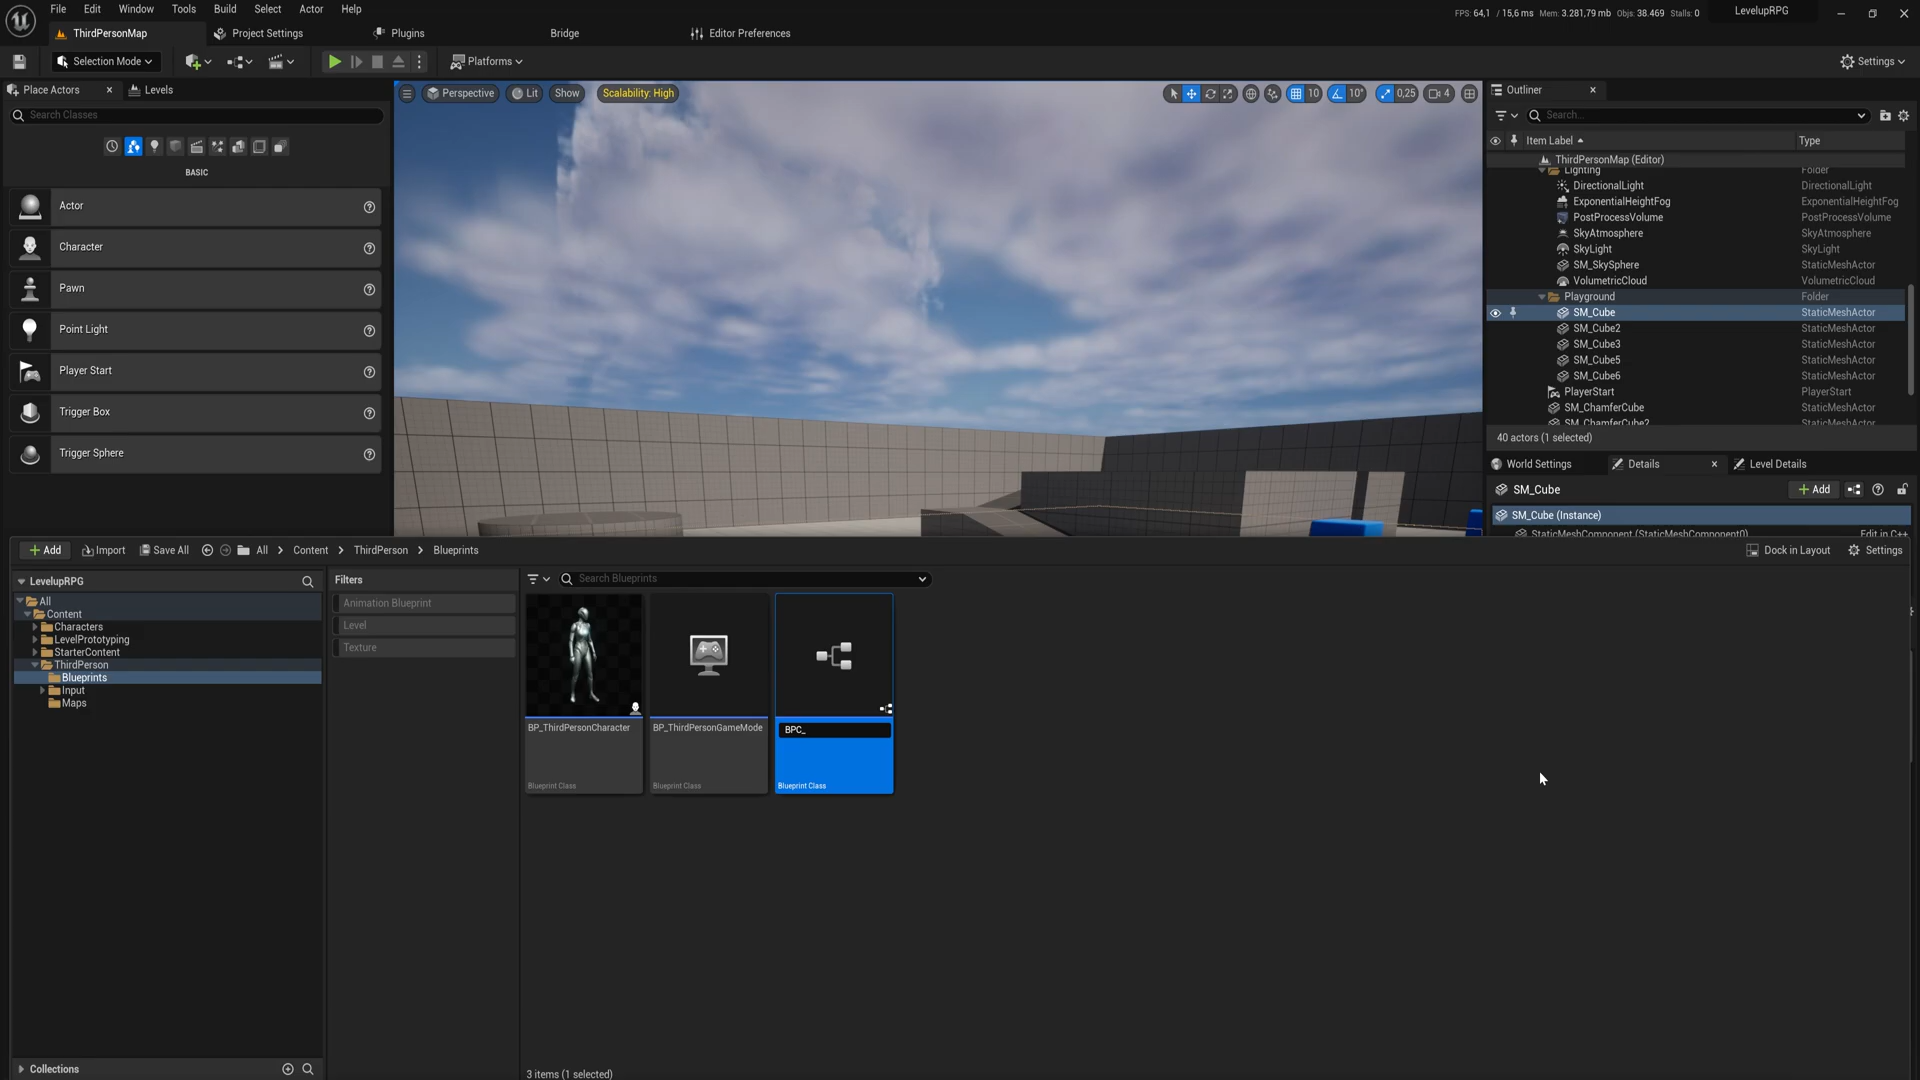 File Edit Window Tools Build Select Actor Help
FPS: 64,1 / 15,6 ms Mem: 3.281,79 mb Objs: 38.469 Stalls: 0
LevelupRPG
ThirdPersonMap
Project Settings
Plugins
Bridge
Editor Preferences
Selection Mode
Platforms
Settings
Place Actors
Levels
Search Classes
BASIC
Actor
Character
Pawn
Point Light
Player Start
Trigger Box
Trigger Sphere
Perspective
Lit
Show
Scalability: High
10
10°
0,25
4
Outliner
Search...
Item Label
Type
ThirdPersonMap (Editor)
Lighting Folder
DirectionalLight DirectionalLight
ExponentialHeightFog ExponentialHeightFog
PostProcessVolume PostProcessVolume
SkyAtmosphere SkyAtmosphere
SkyLight SkyLight
SM_SkySphere StaticMeshActor
VolumetricCloud VolumetricCloud
Playground Folder
SM_Cube StaticMeshActor
SM_Cube2 StaticMeshActor
SM_Cube3 StaticMeshActor
SM_Cube5 StaticMeshActor
SM_Cube6 StaticMeshActor
PlayerStart PlayerStart
SM_ChamferCube StaticMeshActor
SM_ChamferCube2 StaticMeshActor
40 actors (1 selected)
World Settings
Details
Level Details
SM_Cube
Add
SM_Cube (Instance)
StaticMeshComponent (StaticMeshComponent0) Edit in C++
Add
Import
Save All
All > Content > ThirdPerson > Blueprints
Dock in Layout
Settings
LevelupRPG
All
Content
Characters
LevelPrototyping
StarterContent
ThirdPerson
Blueprints
Input
Maps
Collections
Filters
Animation Blueprint
Level
Texture
Search Blueprints
BP_ThirdPersonCharacter
Blueprint Class
BP_ThirdPersonGameMode
Blueprint Class
BPC_
Blueprint Class
3 items (1 selected)